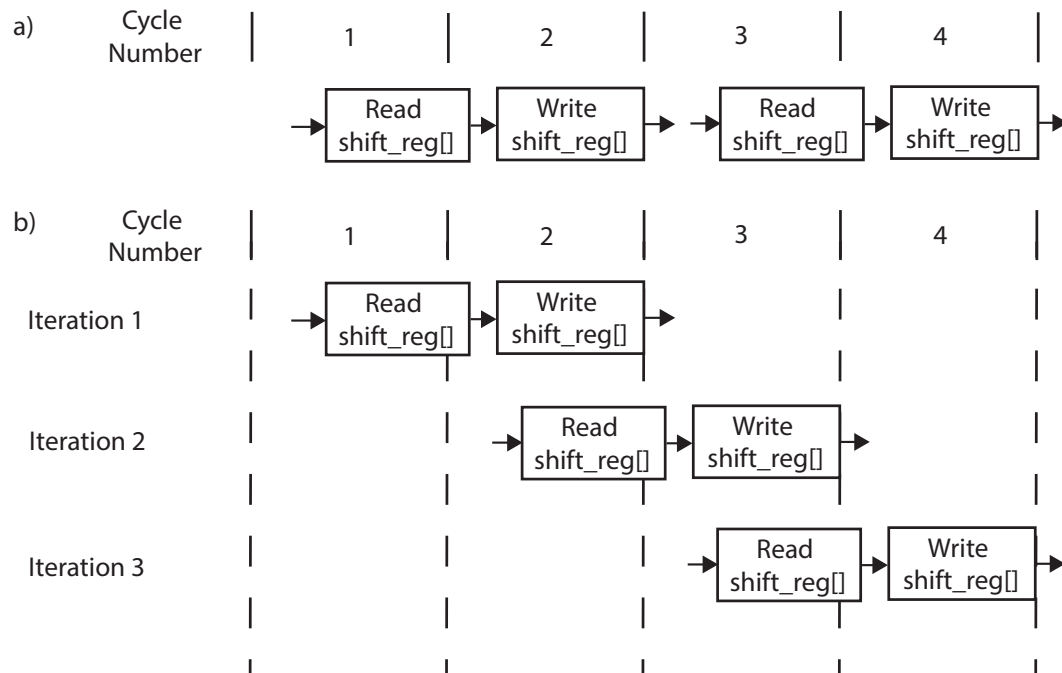 a) Cycle
Number
1 2 3 4
Read
shift_reg[]
Write
shift_reg[]
Read
shift_reg[]
Write
shift_reg[]
b) Cycle
Number
1 2 3 4
Iteration 1
Read
shift_reg[]
Write
shift_reg[]
Iteration 2
Read
shift_reg[]
Write
shift_reg[]
Iteration 3
Read
shift_reg[]
Write
shift_reg[]